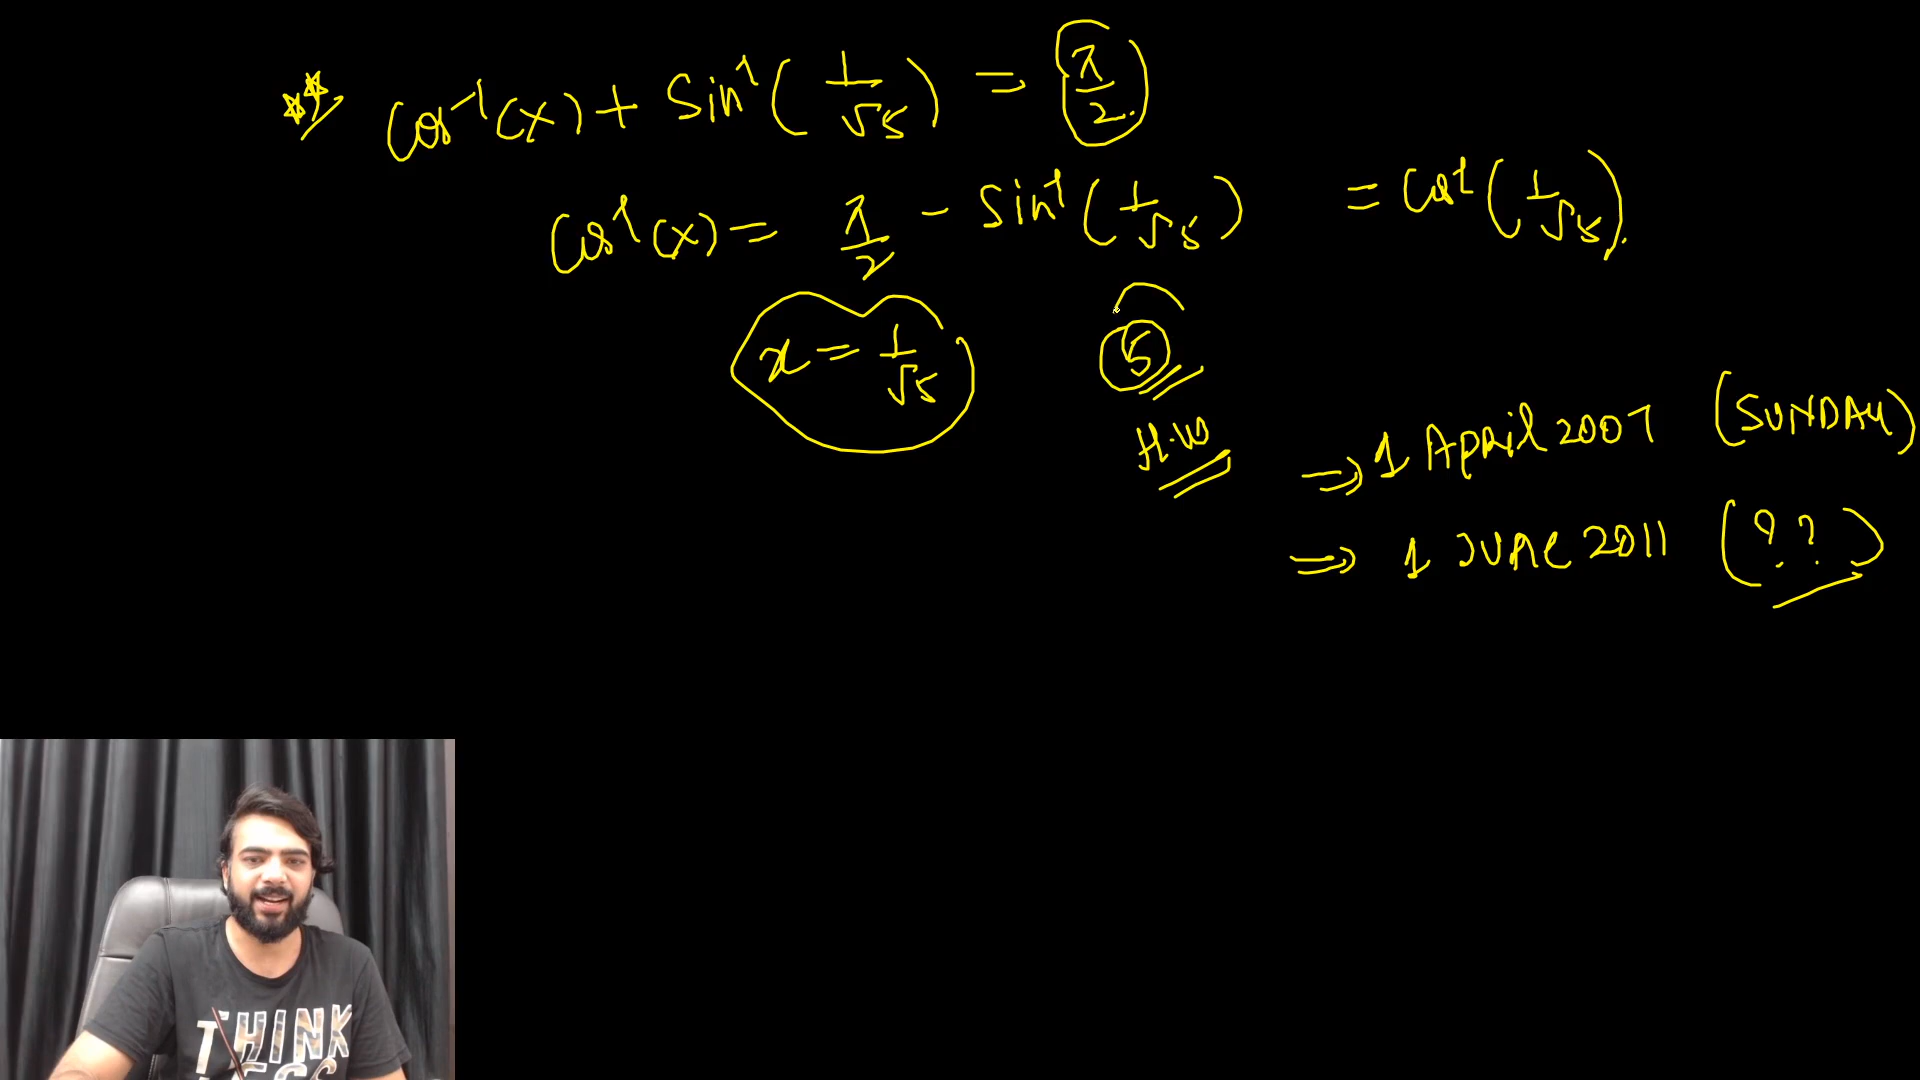 Cos⁻¹(x) + Sin⁻¹(1/√5) = π/2.
Cos⁻¹(x) = π/2 - Sin⁻¹(1/√5) = Cos⁻¹(1/√5).
x = 1/√5
5
H.W
⇒ 1 April 2007 (SUNDAY)
⇒ 1 JUNE 2011 (??)
THINK